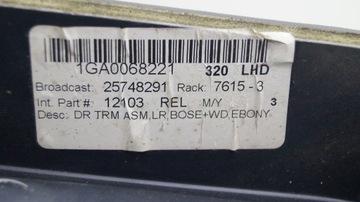 1GA0068221 320 LHD
Broadcast: 25748291 Rack: 7615 - 3
Int. Part # 12103 REL M/Y 3
Desc: DR TRM ASM,LR,BOSE+WD,EBONY